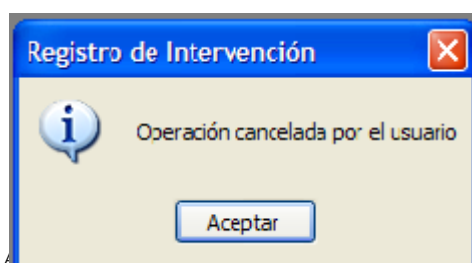 Registro de Intervención
Operación cancelada por el usuario
Aceptar